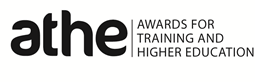 athe
AWARDS FOR
TRAINING AND
HIGHER EDUCATION